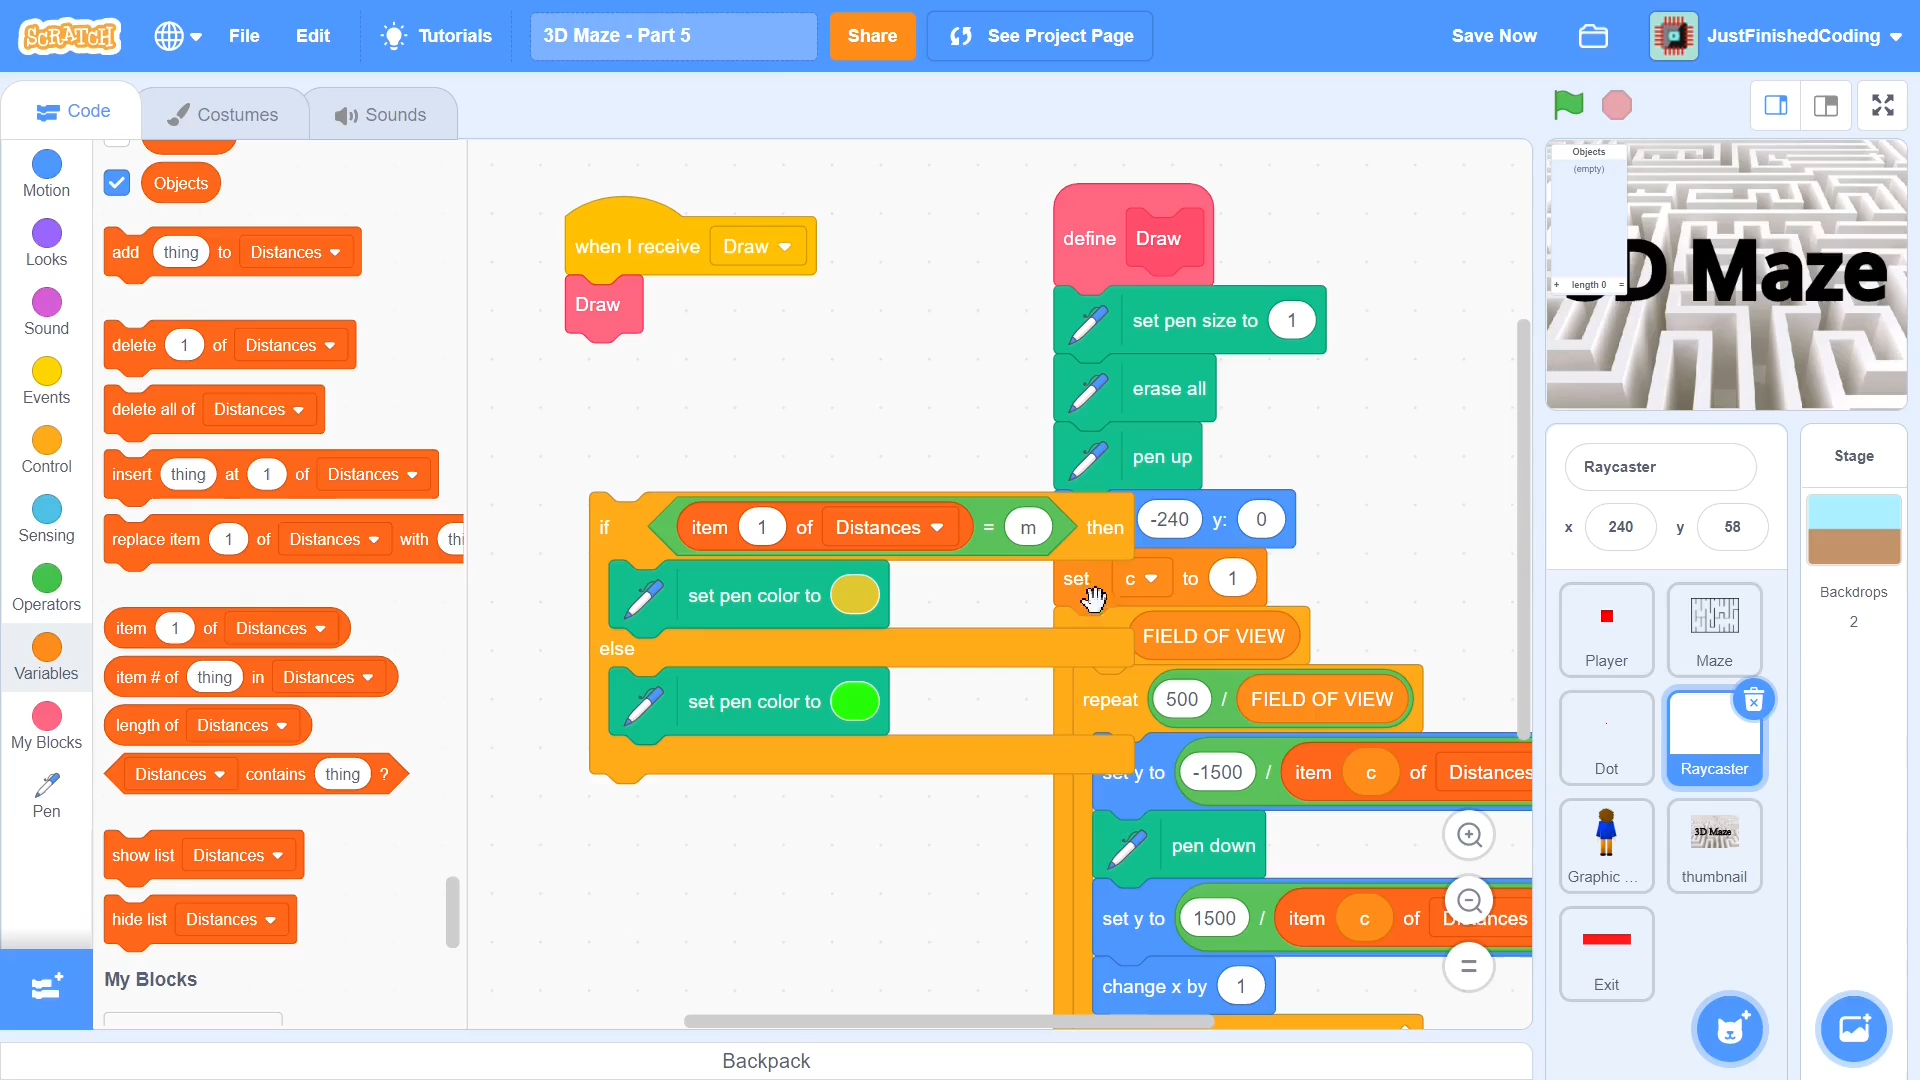 SCRATCH
File
Edit
Tutorials
3D Maze - Part 5
Share
See Project Page
Save Now
JustFinishedCoding
Code
Costumes
Sounds
Motion
Looks
Sound
Events
Control
Sensing
Operators
Variables
My Blocks
Pen
Objects
add thing to Distances
delete 1 of Distances
delete all of Distances
insert thing at 1 of Distances
replace item 1 of Distances with thi
item 1 of Distances
item # of thing in Distances
length of Distances
Distances contains thing ?
show list Distances
hide list Distances
My Blocks
when I receive Draw
Draw
if item 1 of Distances = m then
set pen color to
else
set pen color to
define Draw
set pen size to 1
erase all
pen up
-240 y: 0
set c to 1
FIELD OF VIEW
repeat 500 / FIELD OF VIEW
set y to -1500 / item c of Distances
pen down
set y to 1500 / item c of Distances
change x by 1
Backpack
Objects
(empty)
+ length 0 =
3D Maze
Raycaster
x 240 y 58
Player
Maze
Dot
Raycaster
Graphic ...
3D Maze
thumbnail
Exit
Stage
Backdrops
2